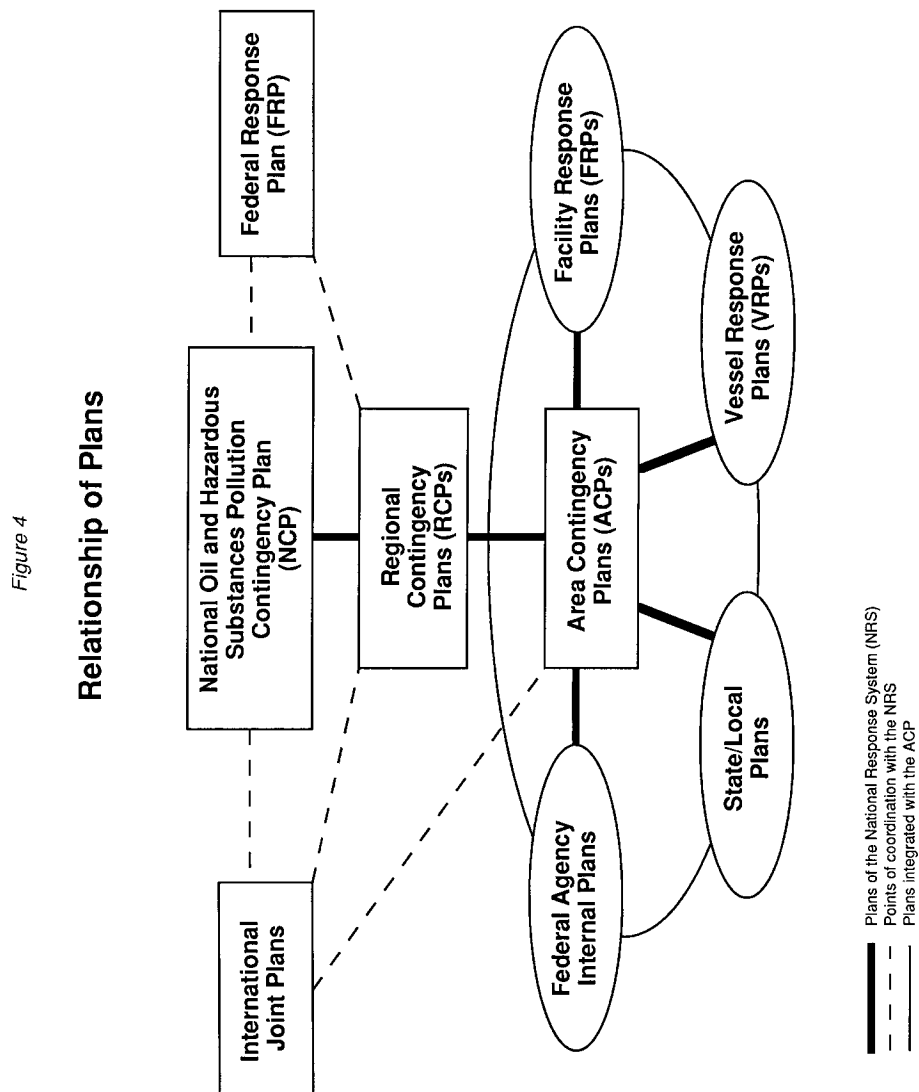 Figure 4
Relationship of Plans
International
Joint Plans
National Oil and Hazardous
Substances Pollution
Contingency Plan
(NCP)
Federal Response
Plan (FRP)
Regional
Contingency
Plans (RCPs)
Federal Agency
Internal Plans
Area Contingency
Plans (ACPs)
Facility Response
Plans (FRPs)
State/Local
Plans
Vessel Response
Plans (VRPs)
Plans of the National Response System (NRS)
Points of coordination with the NRS
Plans integrated with the ACP